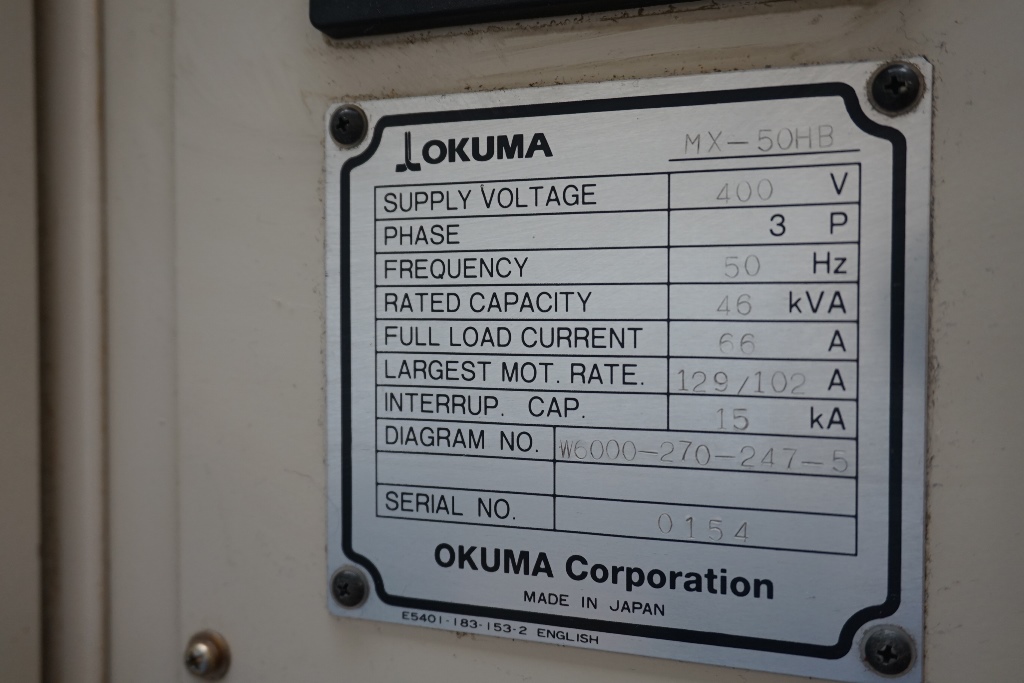 OKUMA MX-50HB
SUPPLY VOLTAGE 400 V
PHASE 3 P
FREQUENCY 50 Hz
RATED CAPACITY 46 kVA
FULL LOAD CURRENT 66 A
LARGEST MOT. RATE. 129/102 A
INTERRUP. CAP. 15 kA
DIAGRAM NO. W6000-270-247-5
SERIAL NO. 0154
OKUMA Corporation
MADE IN JAPAN
E5401-183-153-2 ENGLISH